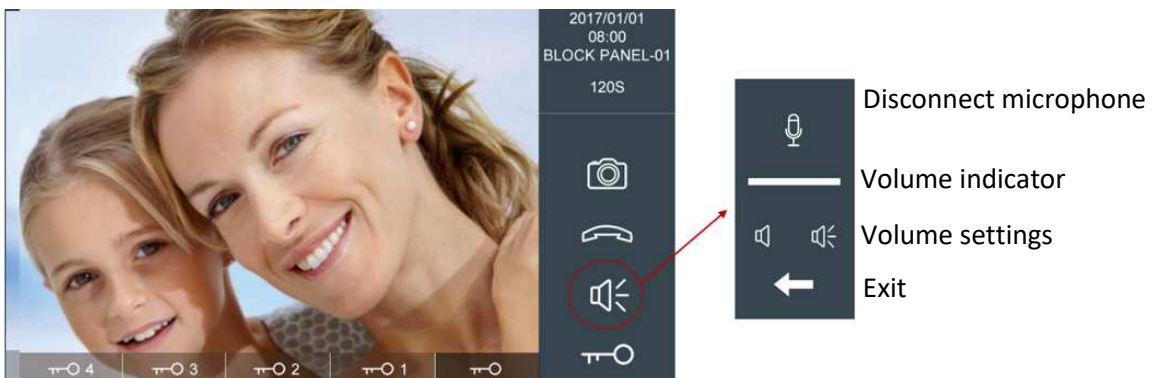 2017/01/01
08:00
BLOCK PANEL-01
120S
4
3
2
1
Disconnect microphone
Volume indicator
Volume settings
Exit